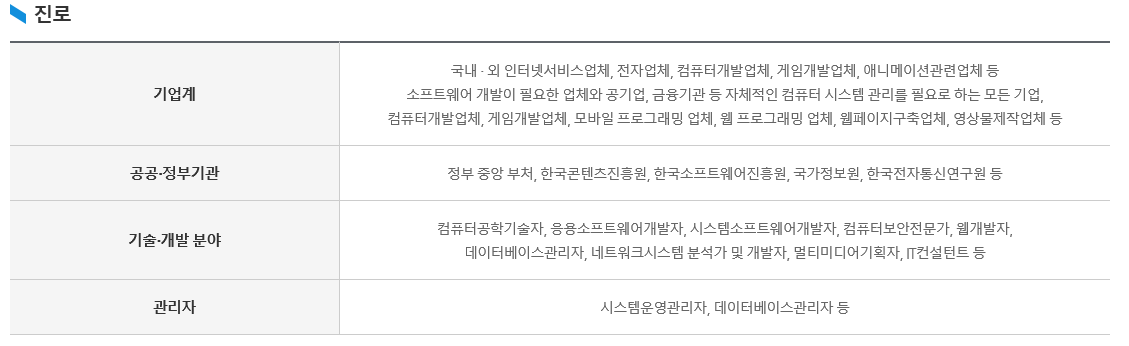 진로
기업계
국내 · 외 인터넷서비스업체, 전자업체, 컴퓨터개발업체, 게임개발업체, 애니메이션관련업체 등
소프트웨어 개발이 필요한 업체와 공기업, 금융기관 등 자체적인 컴퓨터 시스템 관리를 필요로 하는 모든 기업,
컴퓨터개발업체, 게임개발업체, 모바일 프로그래밍 업체, 웹 프로그래밍 업체, 웹페이지구축업체, 영상물제작업체 등
공공·정부기관
정부 중앙 부처, 한국콘텐츠진흥원, 한국소프트웨어진흥원, 국가정보원, 한국전자통신연구원 등
기술·개발 분야
컴퓨터공학기술자, 응용소프트웨어개발자, 시스템소프트웨어개발자, 컴퓨터보안전문가, 웹개발자,
데이터베이스관리자, 네트워크시스템 분석가 및 개발자, 멀티미디어기획자, IT컨설턴트 등
관리자
시스템운영관리자, 데이터베이스관리자 등